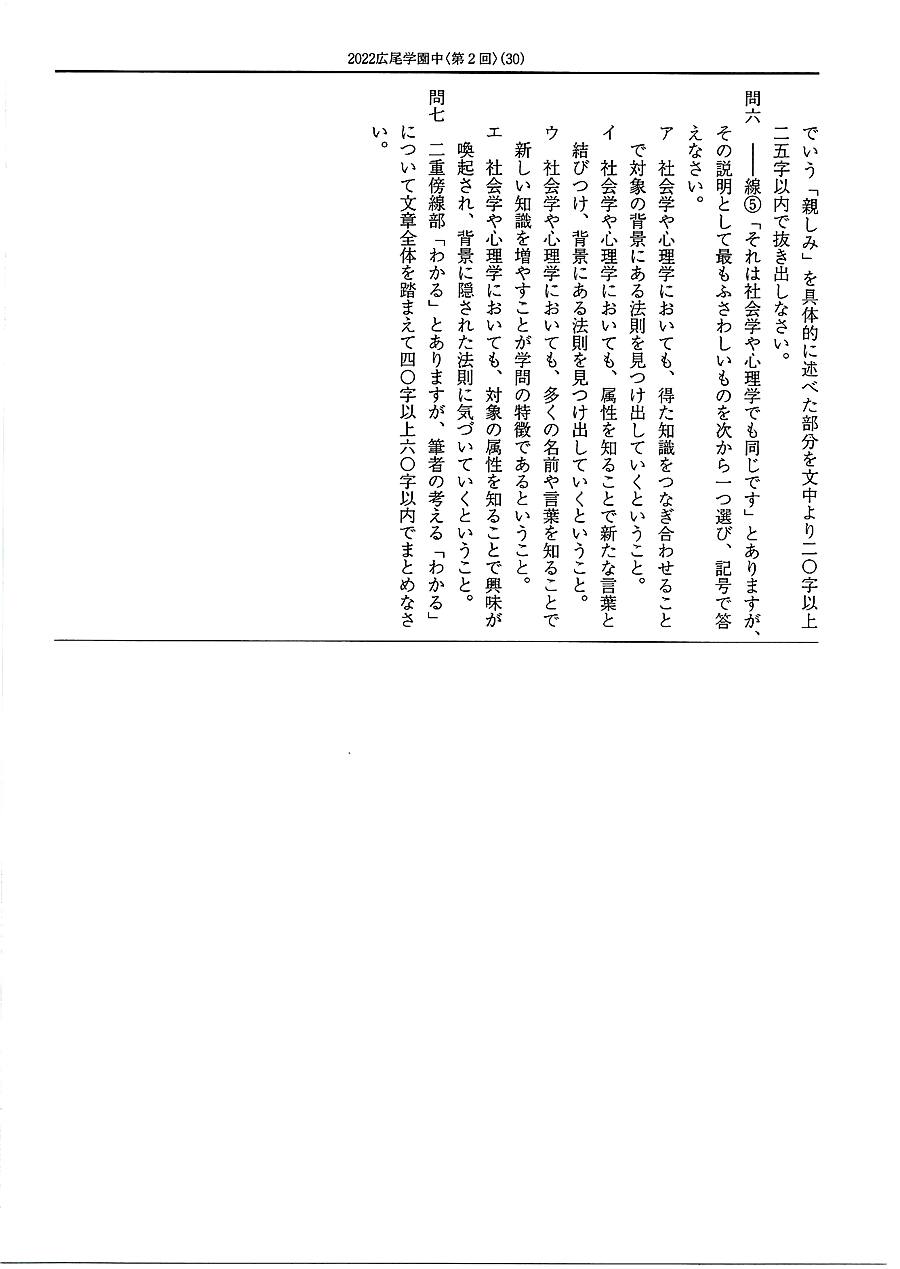 2022広尾学園中〈第2回〉(30)
でいう「親しみ」を具体的に述べた部分を文中より二〇字以上
二五字以内で抜き出しなさい。
問六　――線⑤「それは社会学や心理学でも同じです」とありますが、
その説明として最もふさわしいものを次から一つ選び、記号で答
えなさい。
ア　社会学や心理学においても、得た知識をつなぎ合わせること
で対象の背景にある法則を見つけ出していくということ。
イ　社会学や心理学においても、属性を知ることで新たな言葉と
結びつけ、背景にある法則を見つけ出していくということ。
ウ　社会学や心理学においても、多くの名前や言葉を知ることで
新しい知識を増やすことが学問の特徴であるということ。
エ　社会学や心理学においても、対象の属性を知ることで興味が
喚起され、背景に隠された法則に気づいていくということ。
問七　二重傍線部「わかる」とありますが、筆者の考える「わかる」
について文章全体を踏まえて四〇字以上六〇字以内でまとめなさ
い。